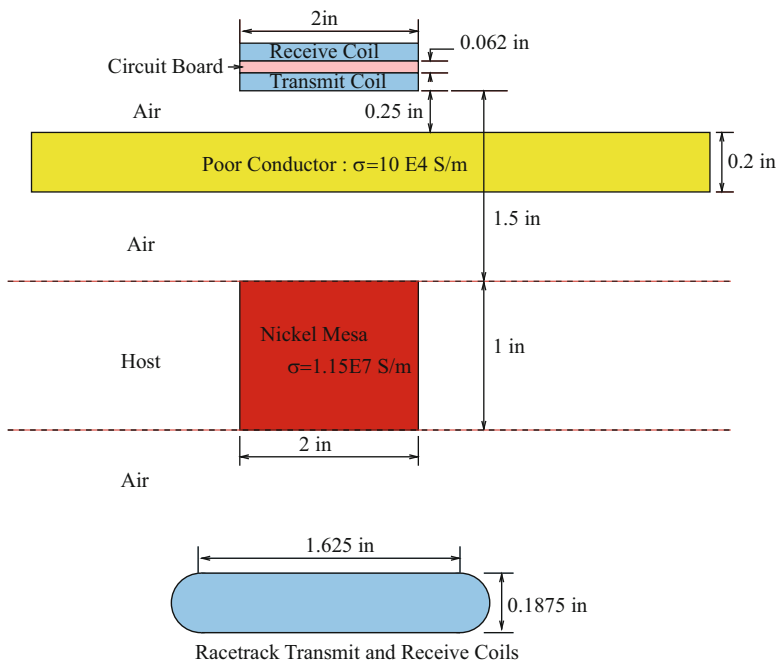 2in
0.062 in
Receive Coil
Circuit Board
Transmit Coil
Air
0.25 in
Poor Conductor : σ=10 E4 S/m
0.2 in
1.5 in
Air
Nickel Mesa
σ=1.15E7 S/m
Host
1 in
2 in
Air
1.625 in
0.1875 in
Racetrack Transmit and Receive Coils